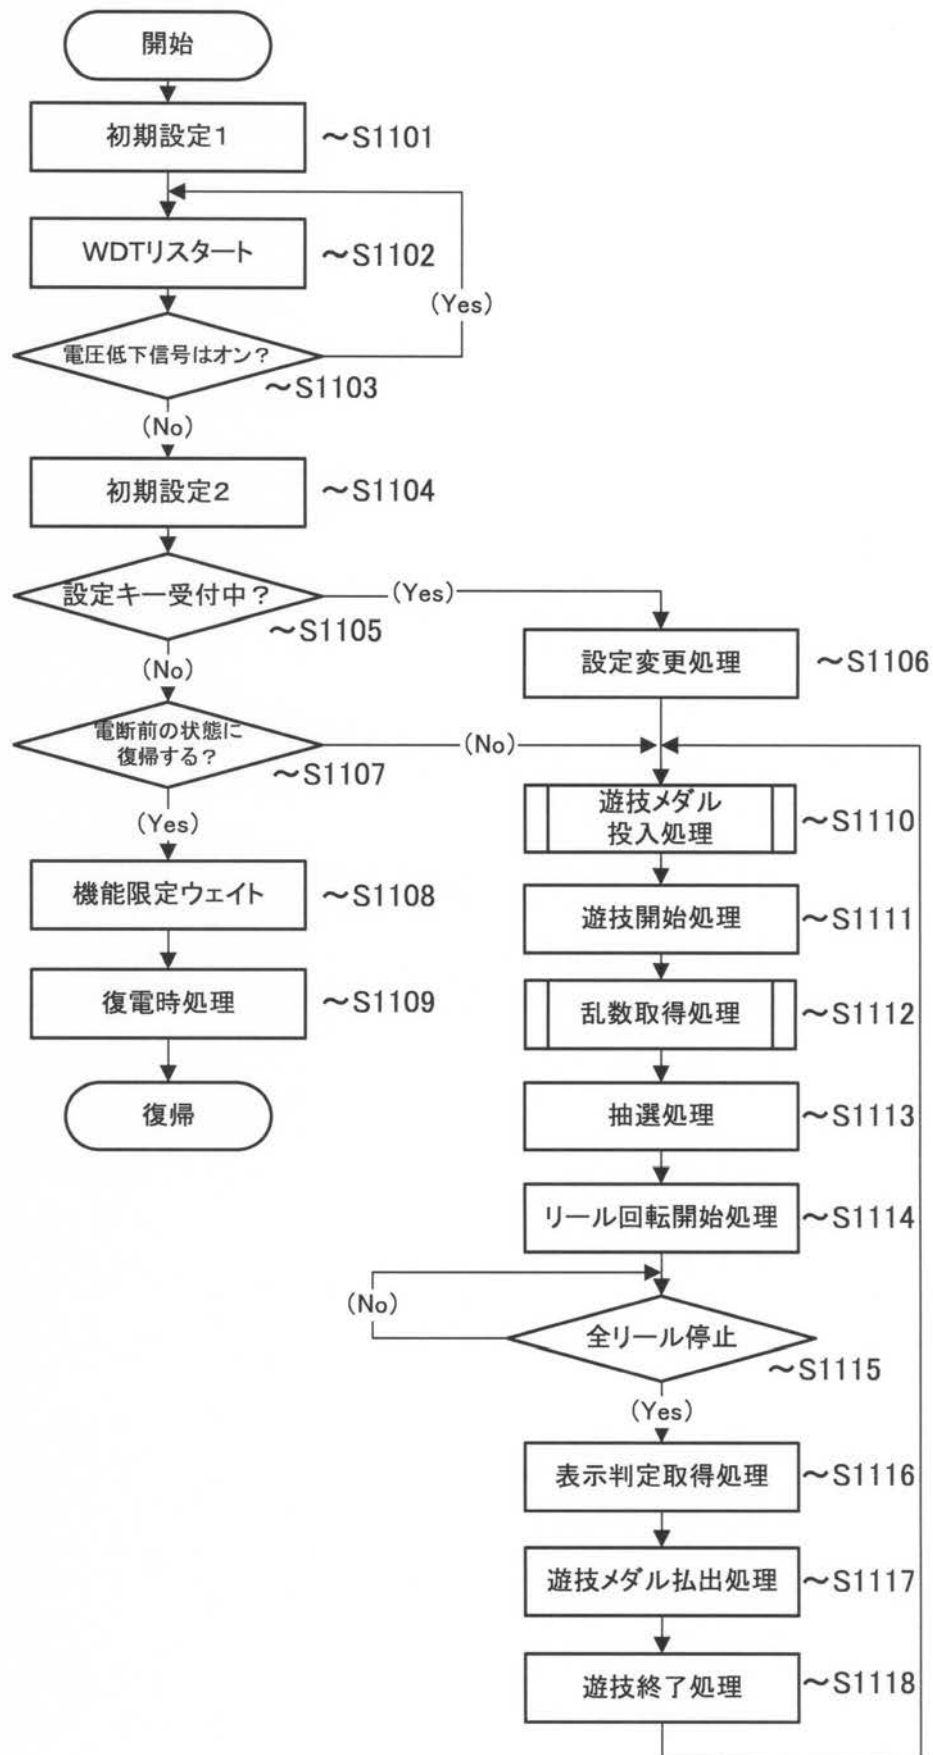 開始
初期設定1
～S1101
WDTリスタート
～S1102
(Yes)
電圧低下信号はオン？
～S1103
(No)
初期設定2
～S1104
設定キー受付中？
(Yes)
～S1105
設定変更処理
～S1106
(No)
電断前の状態に
復帰する？
(No)
～S1107
(Yes)
機能限定ウェイト
～S1108
復電時処理
～S1109
復帰
遊技メダル
投入処理
～S1110
遊技開始処理
～S1111
乱数取得処理
～S1112
抽選処理
～S1113
リール回転開始処理
～S1114
(No)
全リール停止
～S1115
(Yes)
表示判定取得処理
～S1116
遊技メダル払出処理
～S1117
遊技終了処理
～S1118